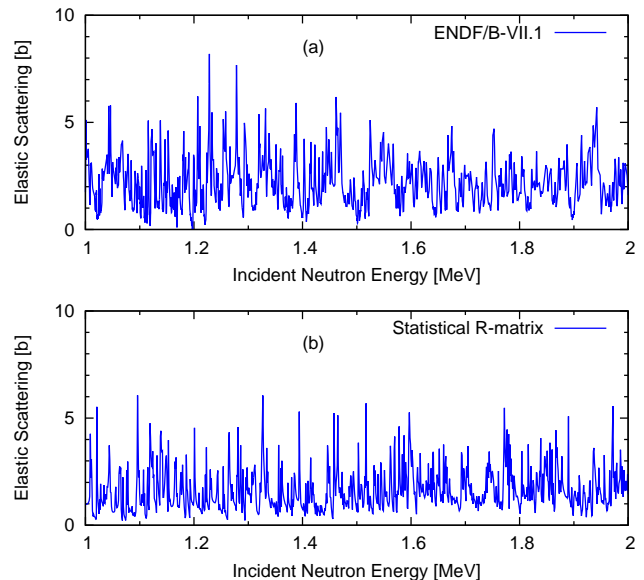 10
(a)
ENDF/B-VII.1
Elastic Scattering [b]
5
0
1
1.2
1.4
1.6
1.8
2
Incident Neutron Energy [MeV]
10
(b)
Statistical R-matrix
Elastic Scattering [b]
5
0
1
1.2
1.4
1.6
1.8
2
Incident Neutron Energy [MeV]